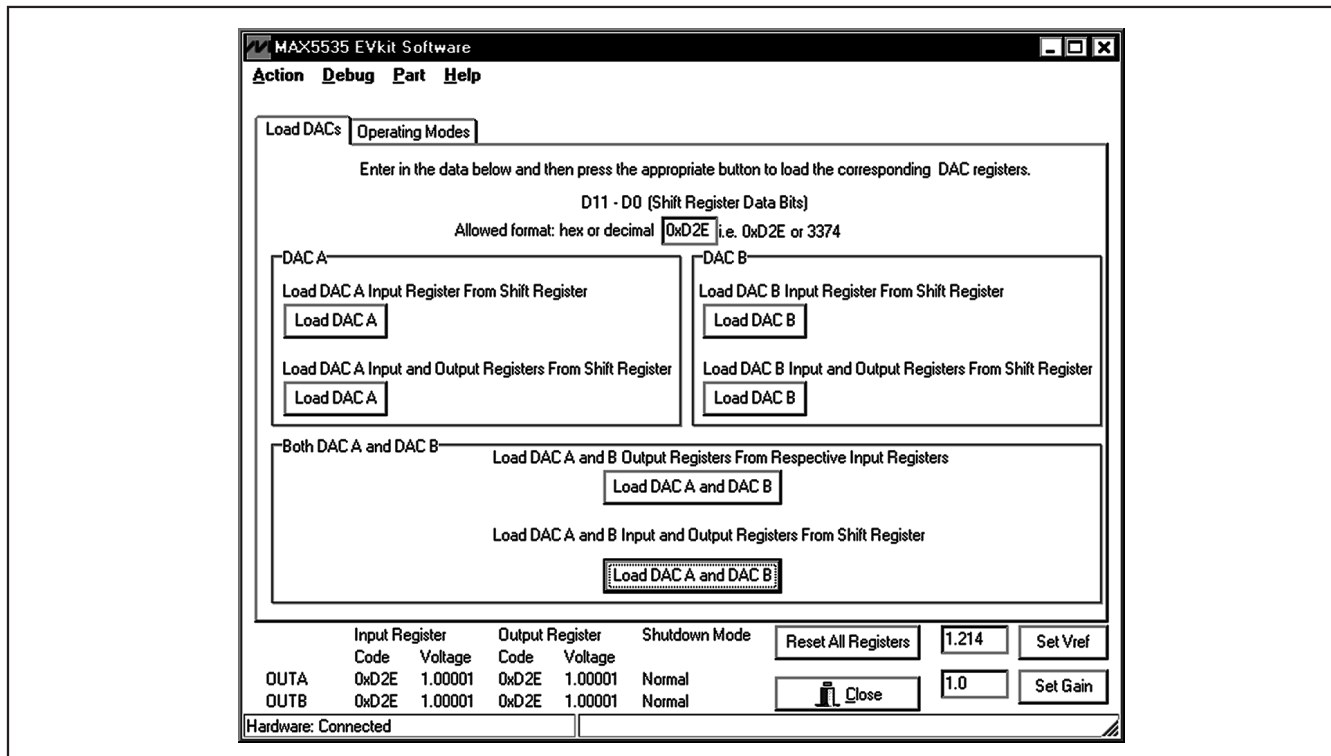 MAX5535 EVkit Software
Action Debug Part Help
Load DACs Operating Modes
Enter in the data below and then press the appropriate button to load the corresponding DAC registers.
D11 - D0 (Shift Register Data Bits)
Allowed format: hex or decimal 0xD2E i.e. 0xD2E or 3374
DAC A
Load DAC A Input Register From Shift Register
Load DAC A
Load DAC A Input and Output Registers From Shift Register
Load DAC A
DAC B
Load DAC B Input Register From Shift Register
Load DAC B
Load DAC B Input and Output Registers From Shift Register
Load DAC B
Both DAC A and DAC B
Load DAC A and B Output Registers From Respective Input Registers
Load DAC A and DAC B
Load DAC A and B Input and Output Registers From Shift Register
Load DAC A and DAC B
Input Register Output Register Shutdown Mode
Code Voltage Code Voltage
OUTA 0xD2E 1.00001 0xD2E 1.00001 Normal
OUTB 0xD2E 1.00001 0xD2E 1.00001 Normal
Reset All Registers 1.214 Set Vref
Close 1.0 Set Gain
Hardware: Connected